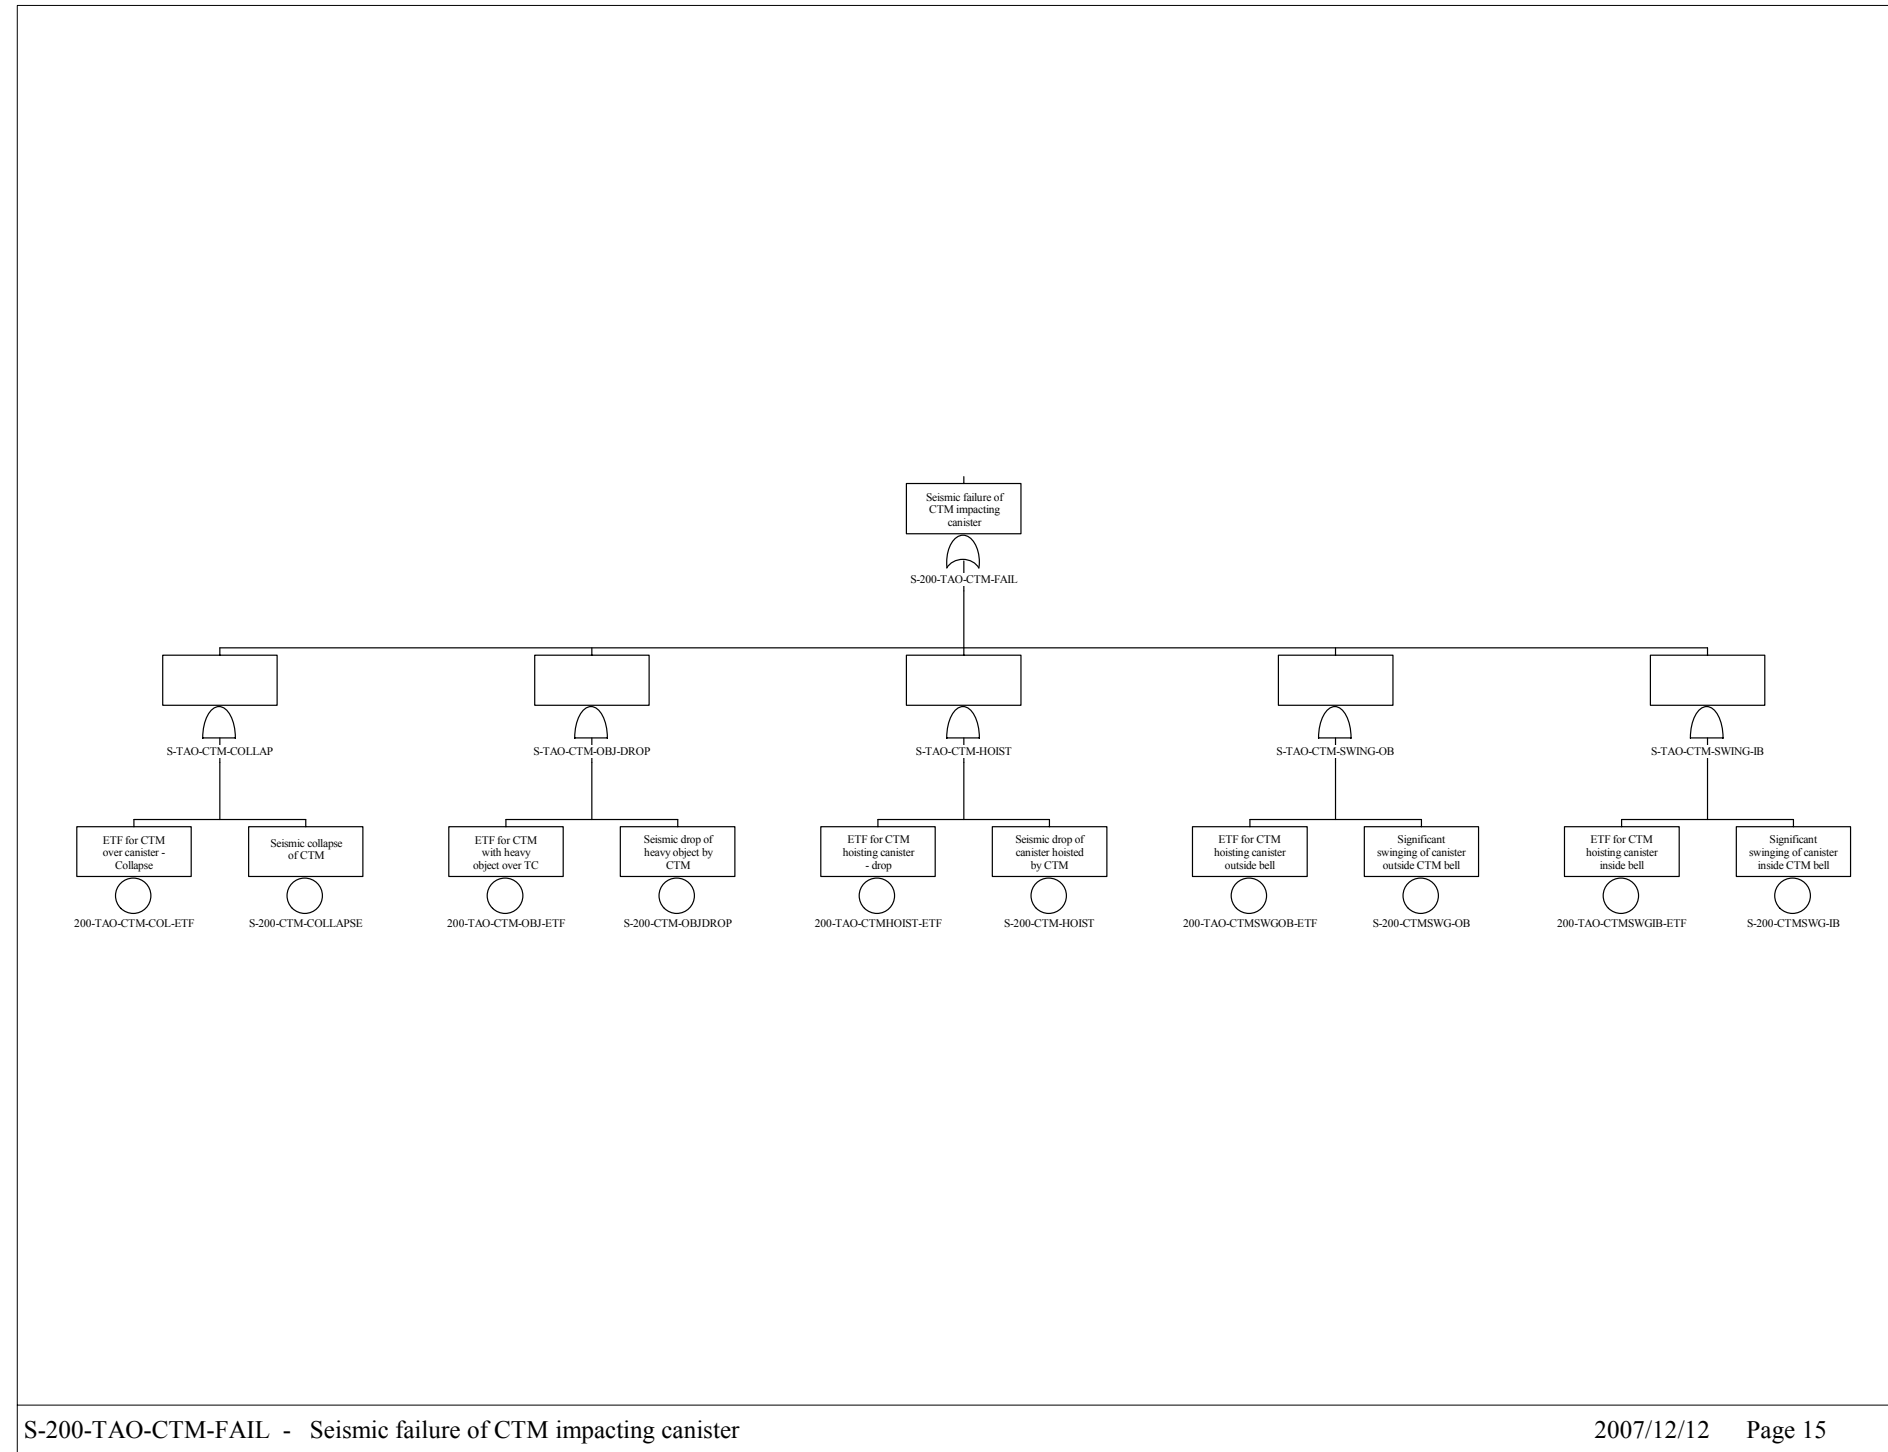 Seismic failure of
CTM impacting
canister
S-200-TAO-CTM-FAIL
S-TAO-CTM-COLLAP
S-TAO-CTM-OBJ-DROP
S-TAO-CTM-HOIST
S-TAO-CTM-SWING-OB
S-TAO-CTM-SWING-IB
ETF for CTM
over canister -
Collapse
200-TAO-CTM-COL-ETF
Seismic collapse
of CTM
S-200-CTM-COLLAPSE
ETF for CTM
with heavy
object over TC
200-TAO-CTM-OBJ-ETF
Seismic drop of
heavy object by
CTM
S-200-CTM-OBJDROP
ETF for CTM
hoisting canister
- drop
200-TAO-CTMHOIST-ETF
Seismic drop of
canister hoisted
by CTM
S-200-CTM-HOIST
ETF for CTM
hoisting canister
outside bell
200-TAO-CTMSWGOB-ETF
Significant
swinging of canister
outside CTM bell
S-200-CTMSWG-OB
ETF for CTM
hoisting canister
inside bell
200-TAO-CTMSWGIB-ETF
Significant
swinging of canister
inside CTM bell
S-200-CTMSWG-IB
S-200-TAO-CTM-FAIL - Seismic failure of CTM impacting canister
2007/12/12 Page 15